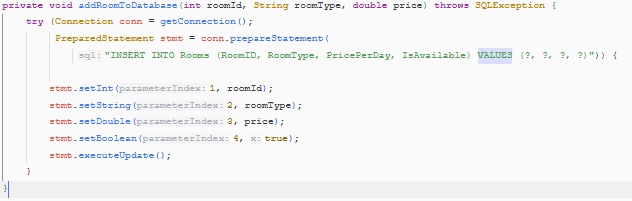 private void addRoomToDatabase(int roomId, String roomType, double price) throws SQLException {
try (Connection conn = getConnection();
PreparedStatement stmt = conn.prepareStatement(
sql: "INSERT INTO Rooms (RoomID, RoomType, PricePerDay, IsAvailable) VALUES (?, ?, ?, ?)")) {
stmt.setInt(parameterIndex: 1, roomId);
stmt.setString(parameterIndex: 2, roomType);
stmt.setDouble(parameterIndex: 3, price);
stmt.setBoolean(parameterIndex: 4, x: true);
stmt.executeUpdate();
}
}